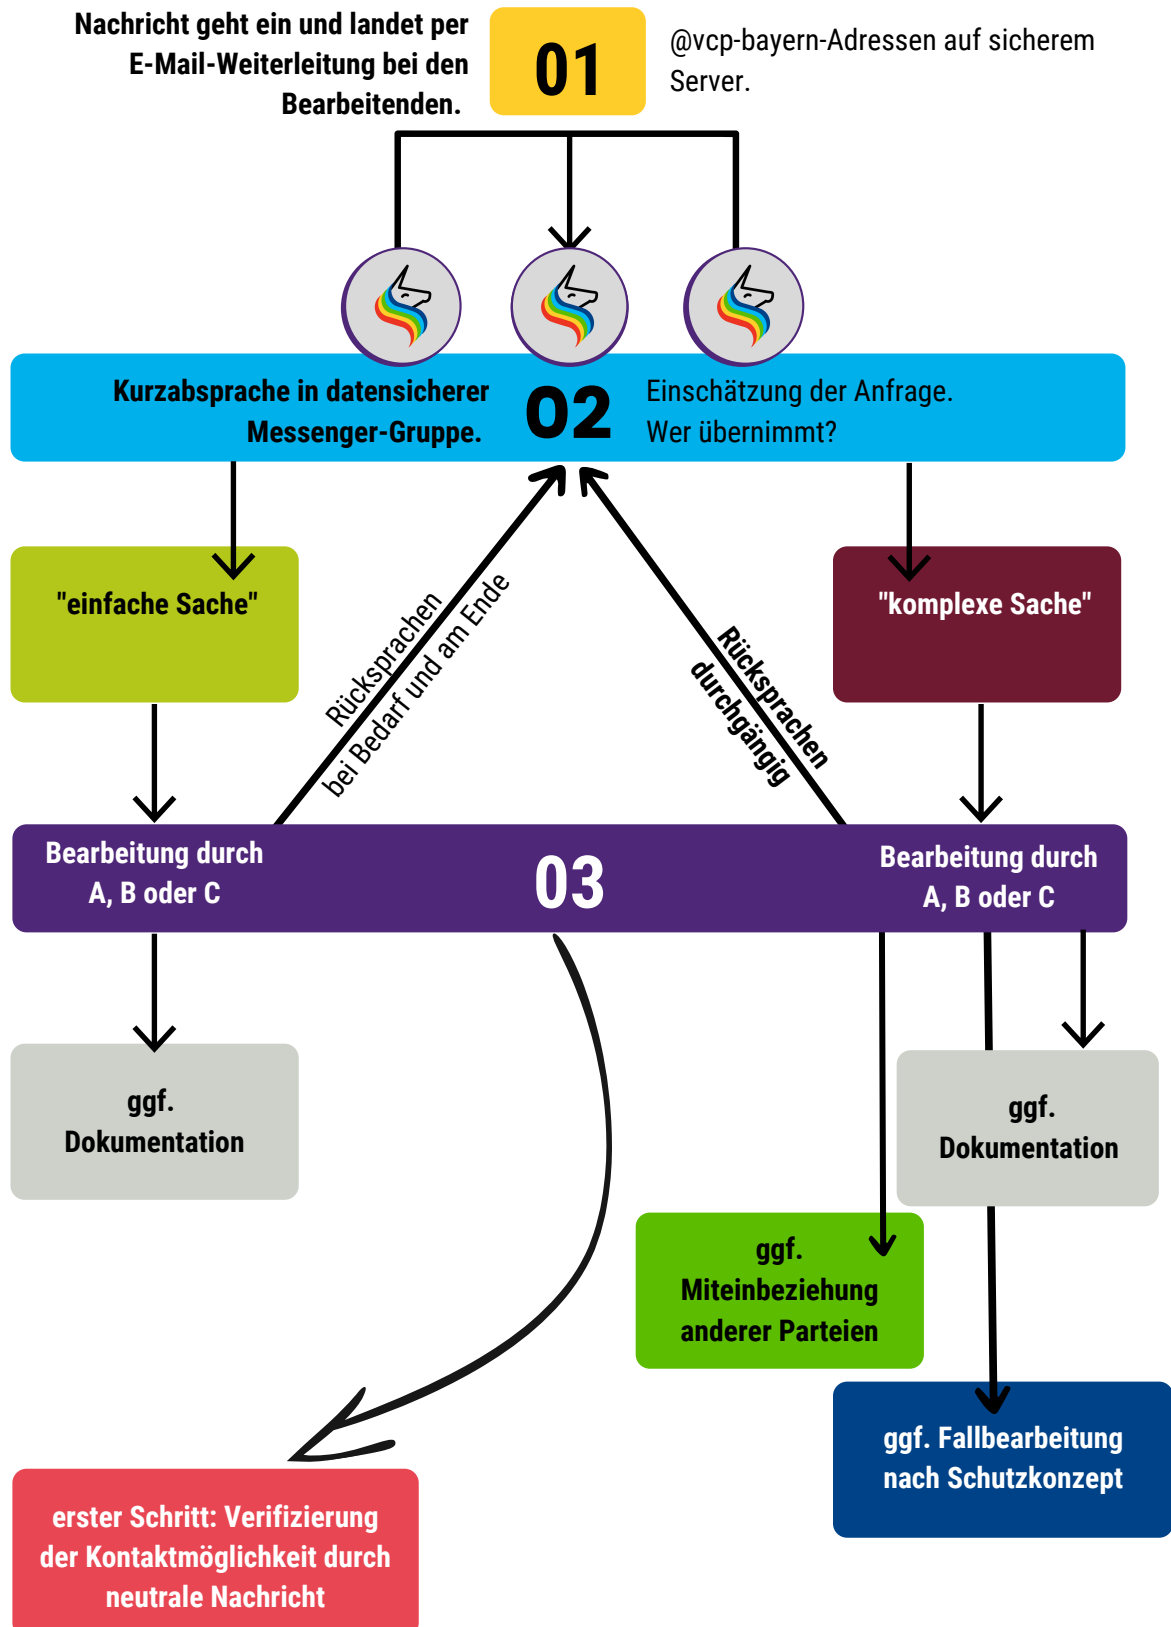 Nachricht geht ein und landet per
E-Mail-Weiterleitung bei den
Bearbeitenden.
01
@vcp-bayern-Adressen auf sicherem
Server.
Kurzabsprache in datensicherer
Messenger-Gruppe.
02
Einschätzung der Anfrage.
Wer übernimmt?
"einfache Sache"
Rücksprachen
bei Bedarf und am Ende
Rücksprachen
durchgängig
"komplexe Sache"
Bearbeitung durch
A, B oder C
03
Bearbeitung durch
A, B oder C
ggf.
Dokumentation
ggf.
Dokumentation
ggf.
Miteinbeziehung
anderer Parteien
ggf. Fallbearbeitung
nach Schutzkonzept
erster Schritt: Verifizierung
der Kontaktmöglichkeit durch
neutrale Nachricht